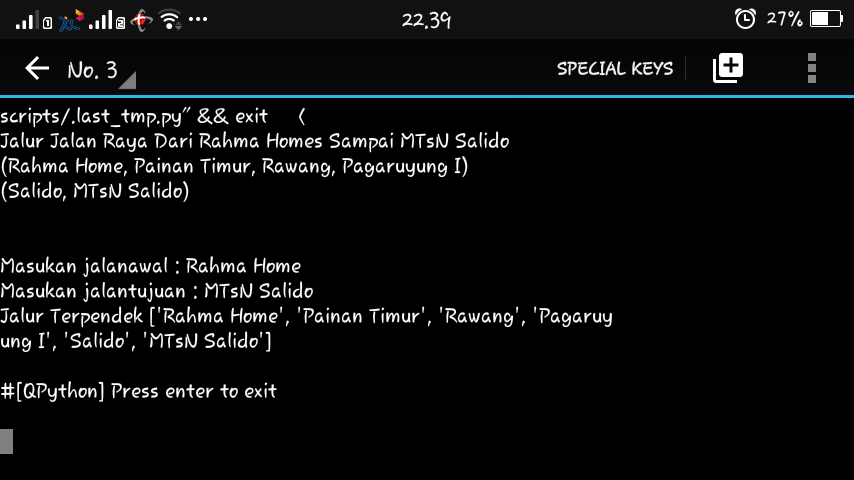 22.39
27%
No. 3
SPECIAL KEYS
scripts/.last_tmp.py" && exit <
Jalur Jalan Raya Dari Rahma Homes Sampai MTsN Salido
(Rahma Home, Painan Timur, Rawang, Pagaruyung I)
(Salido, MTsN Salido)
Masukan jalanawal : Rahma Home
Masukan jalantujuan : MTsN Salido
Jalur Terpendek ['Rahma Home', 'Painan Timur', 'Rawang', 'Pagaruy
ung I', 'Salido', 'MTsN Salido']
#[QPython] Press enter to exit